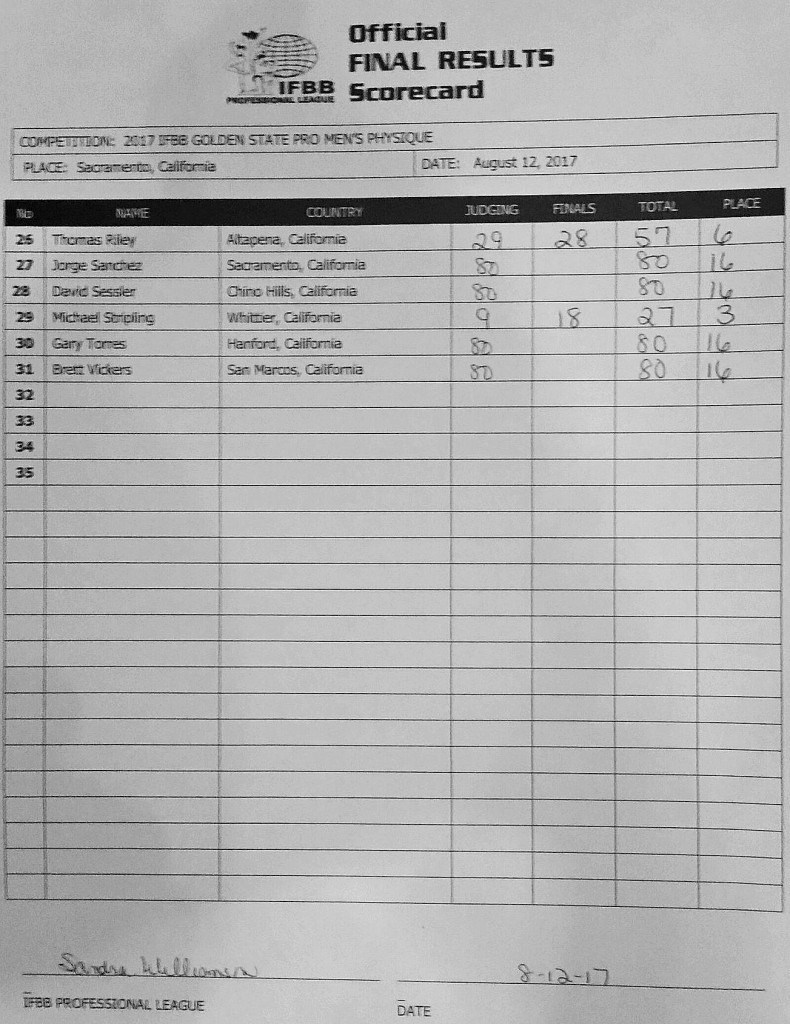 Official
FINAL RESULTS
Scorecard
IFBB
PROFESSIONAL LEAGUE
COMPETITION: 2017 IFBB GOLDEN STATE PRO MEN'S PHYSIQUE
PLACE: Sacramento, California DATE: August 12, 2017
No NAME COUNTRY JUDGING FINALS TOTAL PLACE
26 Thomas Riley Altapena, California 29 28 57 6
27 Jorge Sanchez Sacramento, California 80 80 16
28 David Sessler Chino Hills, California 80 80 16
29 Michael Stripling Whittier, California 9 18 27 3
30 Gary Torres Hanford, California 80 80 16
31 Brett Vickers San Marcos, California 80 80 16
32
33
34
35
Sandra Williamson 8-12-17
IFBB PROFESSIONAL LEAGUE DATE